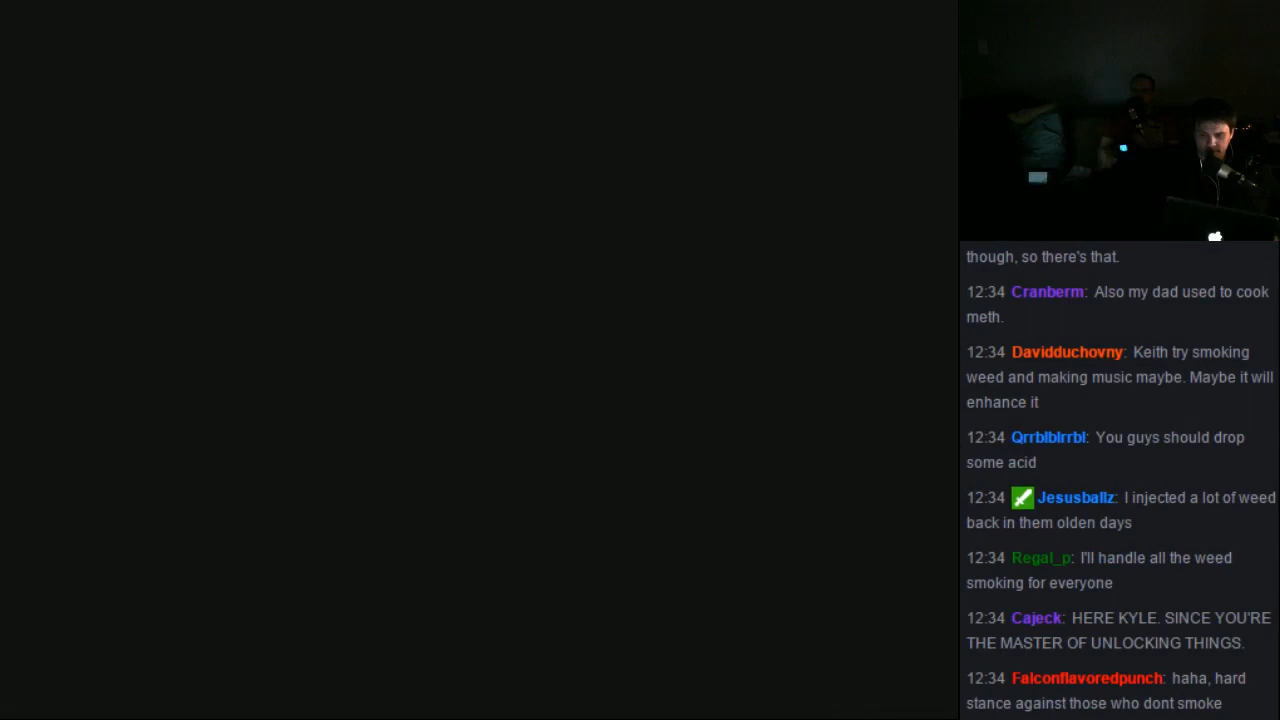 though, so there's that.
12:34 Cranberm: Also my dad used to cook
meth.
12:34 Davidduchovny: Keith try smoking
weed and making music maybe. Maybe it will
enhance it
12:34 Qrrblblrrbl: You guys should drop
some acid
12:34 Jesusballz: I injected a lot of weed
back in them olden days
12:34 Regal_p: I'll handle all the weed
smoking for everyone
12:34 Cajeck: HERE KYLE. SINCE YOU'RE
THE MASTER OF UNLOCKING THINGS.
12:34 Falconflavoredpunch: haha, hard
stance against those who dont smoke